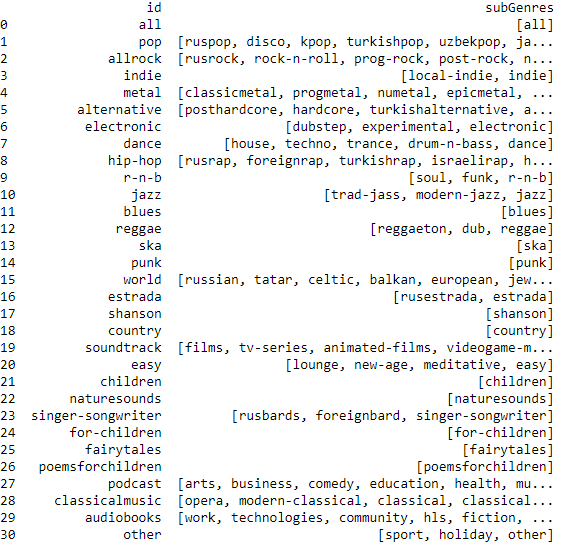 id subGenres
0 all [all]
1 pop [ruspop, disco, kpop, turkishpop, uzbekpop, ja...
2 allrock [rusrock, rock-n-roll, prog-rock, post-rock, n...
3 indie [local-indie, indie]
4 metal [classicmetal, progmetal, numetal, epicmetal, ...
5 alternative [posthardcore, hardcore, turkishalternative, a...
6 electronic [dubstep, experimental, electronic]
7 dance [house, techno, trance, drum-n-bass, dance]
8 hip-hop [rusrap, foreignrap, turkishrap, israelirap, h...
9 r-n-b [soul, funk, r-n-b]
10 jazz [trad-jass, modern-jazz, jazz]
11 blues [blues]
12 reggae [reggaeton, dub, reggae]
13 ska [ska]
14 punk [punk]
15 world [russian, tatar, celtic, balkan, european, jew...
16 estrada [rusestrada, estrada]
17 shanson [shanson]
18 country [country]
19 soundtrack [films, tv-series, animated-films, videogame-m...
20 easy [lounge, new-age, meditative, easy]
21 children [children]
22 naturesounds [naturesounds]
23 singer-songwriter [rusbards, foreignbard, singer-songwriter]
24 for-children [for-children]
25 fairytales [fairytales]
26 poemsforchildren [poemsforchildren]
27 podcast [arts, business, comedy, education, health, mu...
28 classicalmusic [opera, modern-classical, classical, classical...
29 audiobooks [work, technologies, community, hls, fiction, ...
30 other [sport, holiday, other]